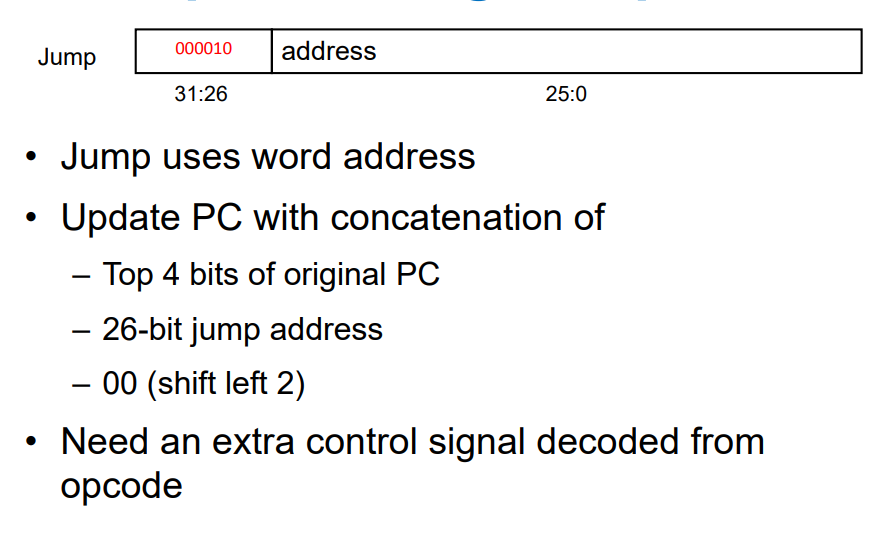 Jump 000010 address
31:26 25:0
• Jump uses word address
• Update PC with concatenation of
– Top 4 bits of original PC
– 26-bit jump address
– 00 (shift left 2)
• Need an extra control signal decoded from
opcode